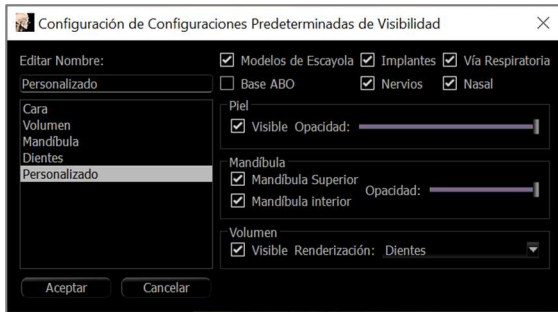 Configuración de Configuraciones Predeterminadas de Visibilidad
Editar Nombre:
Personalizado
Cara
Volumen
Mandíbula
Dientes
Personalizado
Aceptar Cancelar
Modelos de Escayola Implantes Vía Respiratoria
Base ABO Nervios Nasal
Piel
Visible Opacidad:
Mandíbula
Mandíbula Superior
Mandíbula interior
Opacidad:
Volumen
Visible Renderización: Dientes